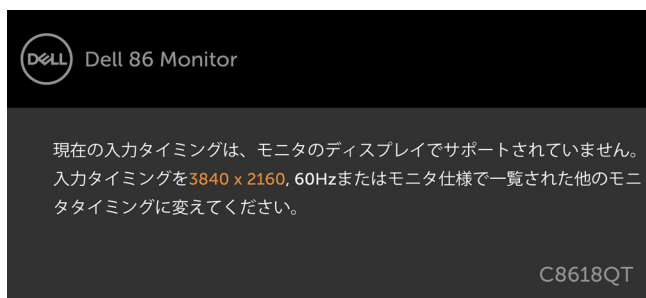 DELL
Dell 86 Monitor
現在の入力タイミングは、モニタのディスプレイでサポートされていません。
入力タイミングを3840 x 2160, 60Hzまたはモニタ仕様で一覧された他のモニ
タタイミングに変えてください。
C8618QT